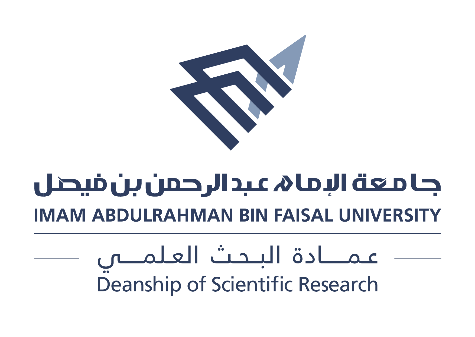 جامعة الإمام عبدالرحمن بن فيصل
IMAM ABDULRAHMAN BIN FAISAL UNIVERSITY
عمادة البحث العلمي
Deanship of Scientific Research